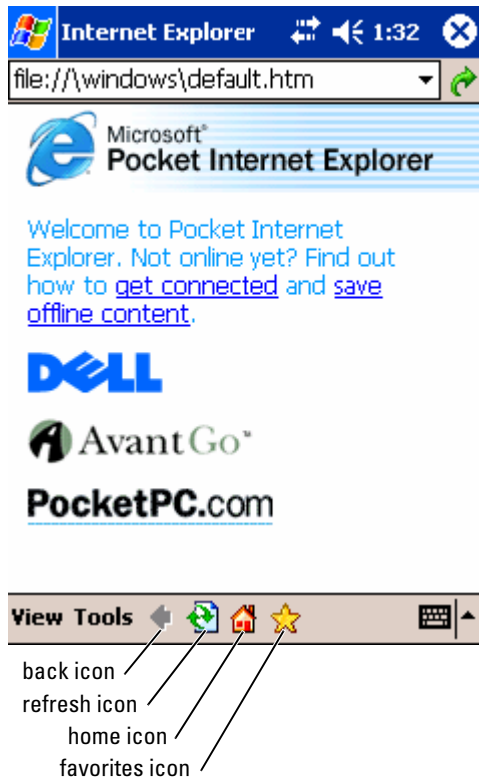 Internet Explorer 1:32
file://\windows\default.htm
Microsoft®
Pocket Internet Explorer
Welcome to Pocket Internet
Explorer. Not online yet? Find out
how to get connected and save
offline content.
DELL
AvantGo™
PocketPC.com
View Tools
back icon
refresh icon
home icon
favorites icon